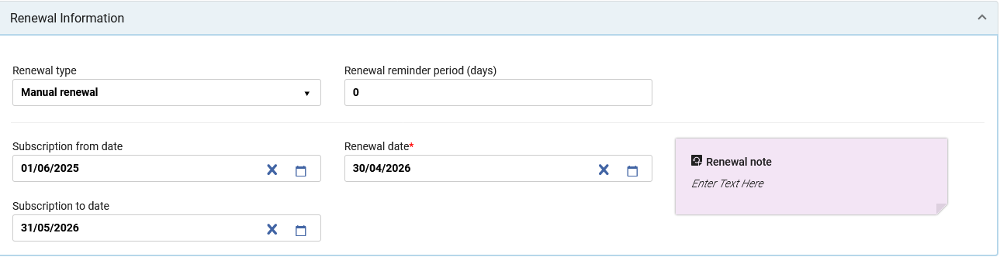 Renewal Information
Renewal type
Renewal reminder period (days)
Manual renewal
0
Subscription from date
Renewal date*
01/06/2025
30/04/2026
Renewal note
Enter Text Here
Subscription to date
31/05/2026